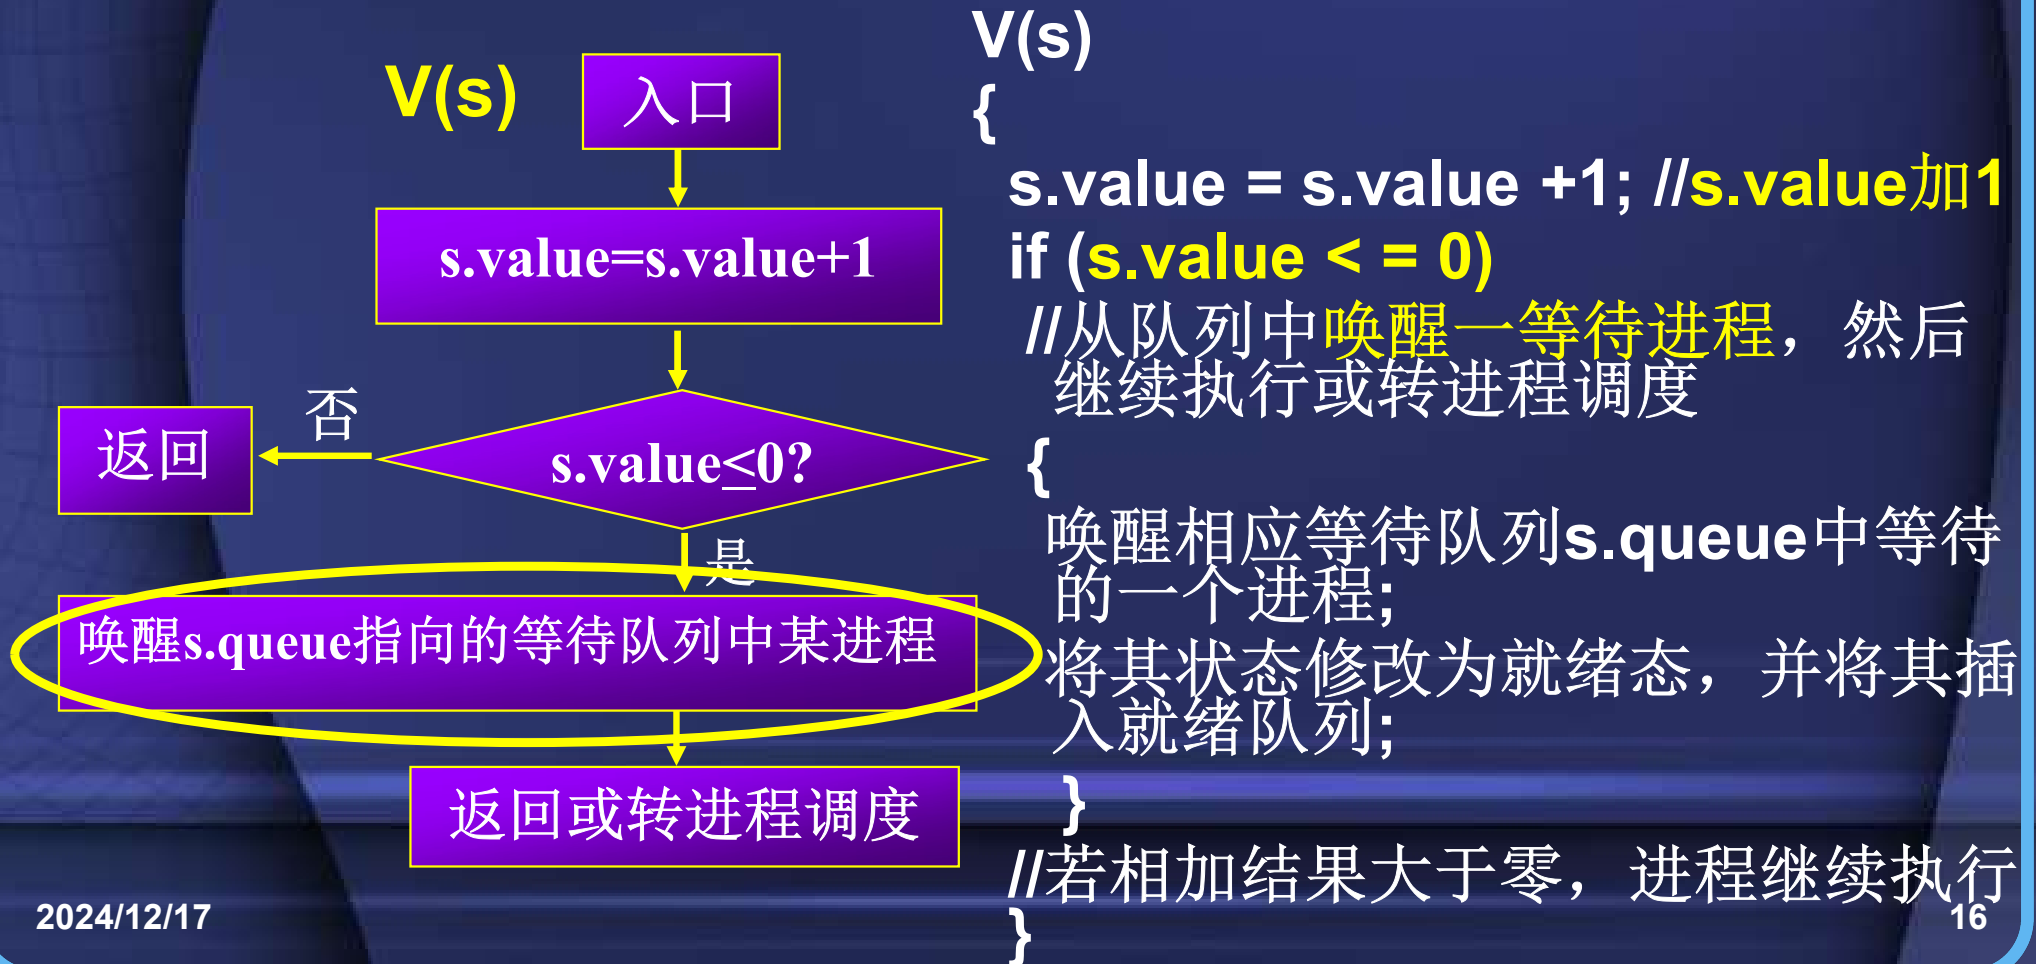 V(s)
入口
s.value=s.value+1
s.value≤0?
否
返回
是
唤醒s.queue指向的等待队列中某进程
返回或转进程调度
V(s)
{
s.value = s.value +1; //s.value加1
if (s.value < = 0)
//从队列中唤醒一等待进程，然后
继续执行或转进程调度
{
唤醒相应等待队列s.queue中等待
的一个进程;
将其状态修改为就绪态，并将其插
入就绪队列;
}
//若相加结果大于零，进程继续执行
}
2024/12/17
16